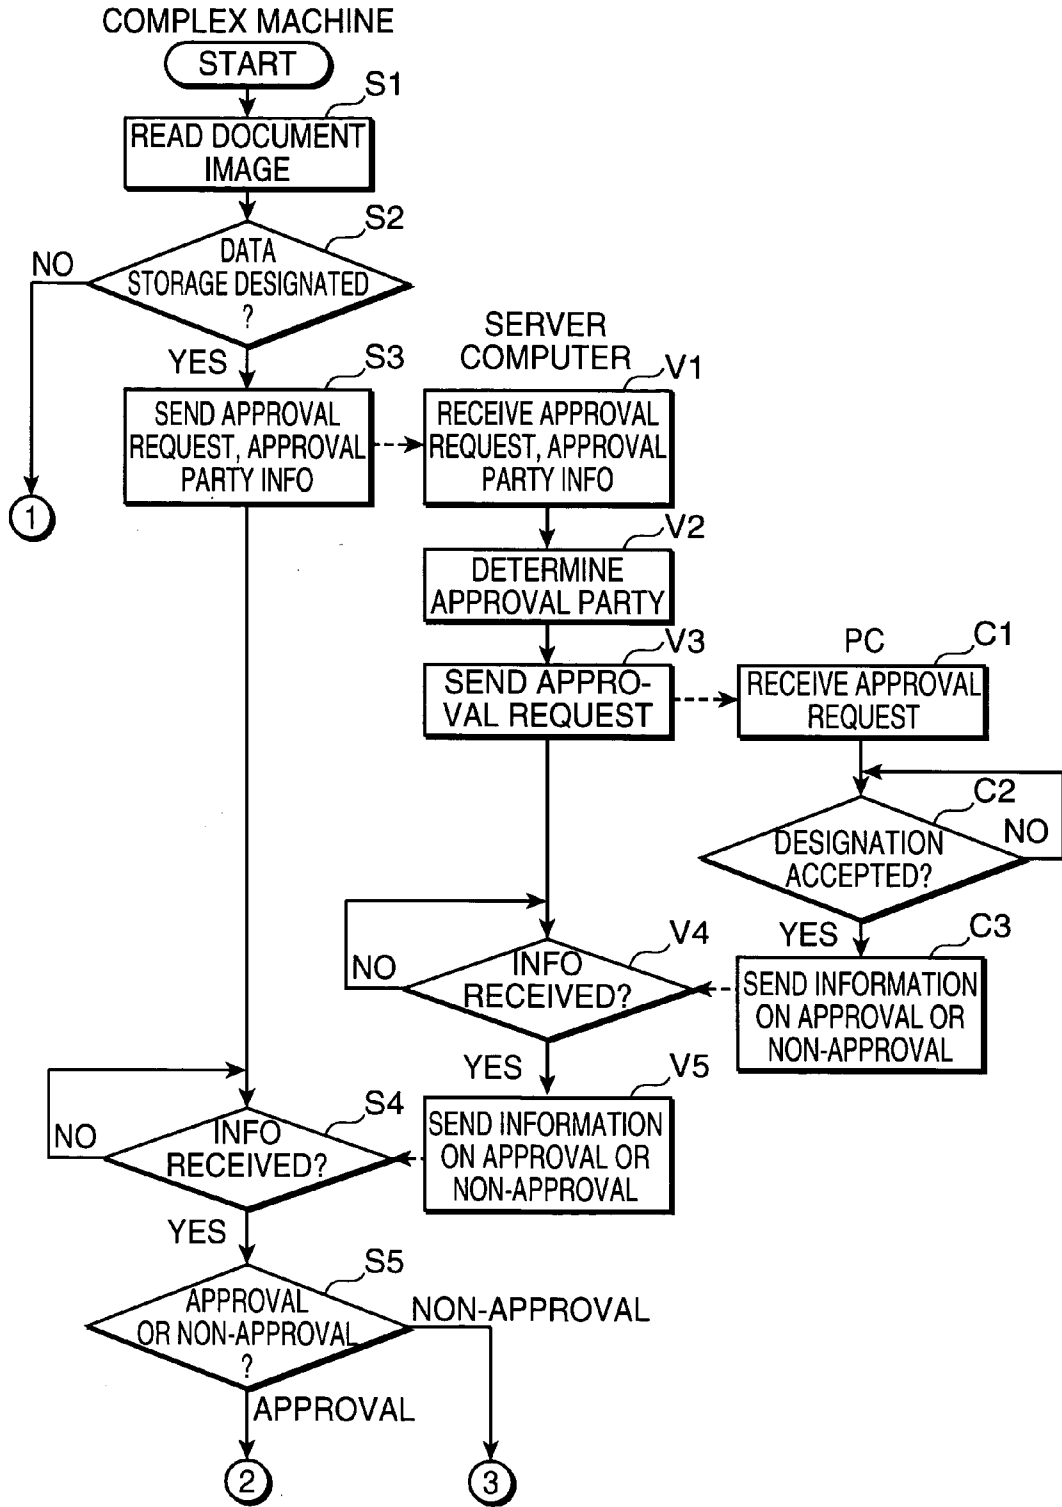 COMPLEX MACHINE
START
S1
READ DOCUMENT
IMAGE
S2
DATA
STORAGE DESIGNATED
?
NO
YES
1
S3
SEND APPROVAL
REQUEST, APPROVAL
PARTY INFO
SERVER
COMPUTER
V1
RECEIVE APPROVAL
REQUEST, APPROVAL
PARTY INFO
V2
DETERMINE
APPROVAL PARTY
V3
SEND APPRO-
VAL REQUEST
PC
C1
RECEIVE APPROVAL
REQUEST
C2
DESIGNATION
ACCEPTED?
NO
YES
C3
SEND INFORMATION
ON APPROVAL OR
NON-APPROVAL
V4
INFO
RECEIVED?
NO
YES
V5
SEND INFORMATION
ON APPROVAL OR
NON-APPROVAL
S4
INFO
RECEIVED?
NO
YES
S5
APPROVAL
OR NON-APPROVAL
?
NON-APPROVAL
APPROVAL
2
3